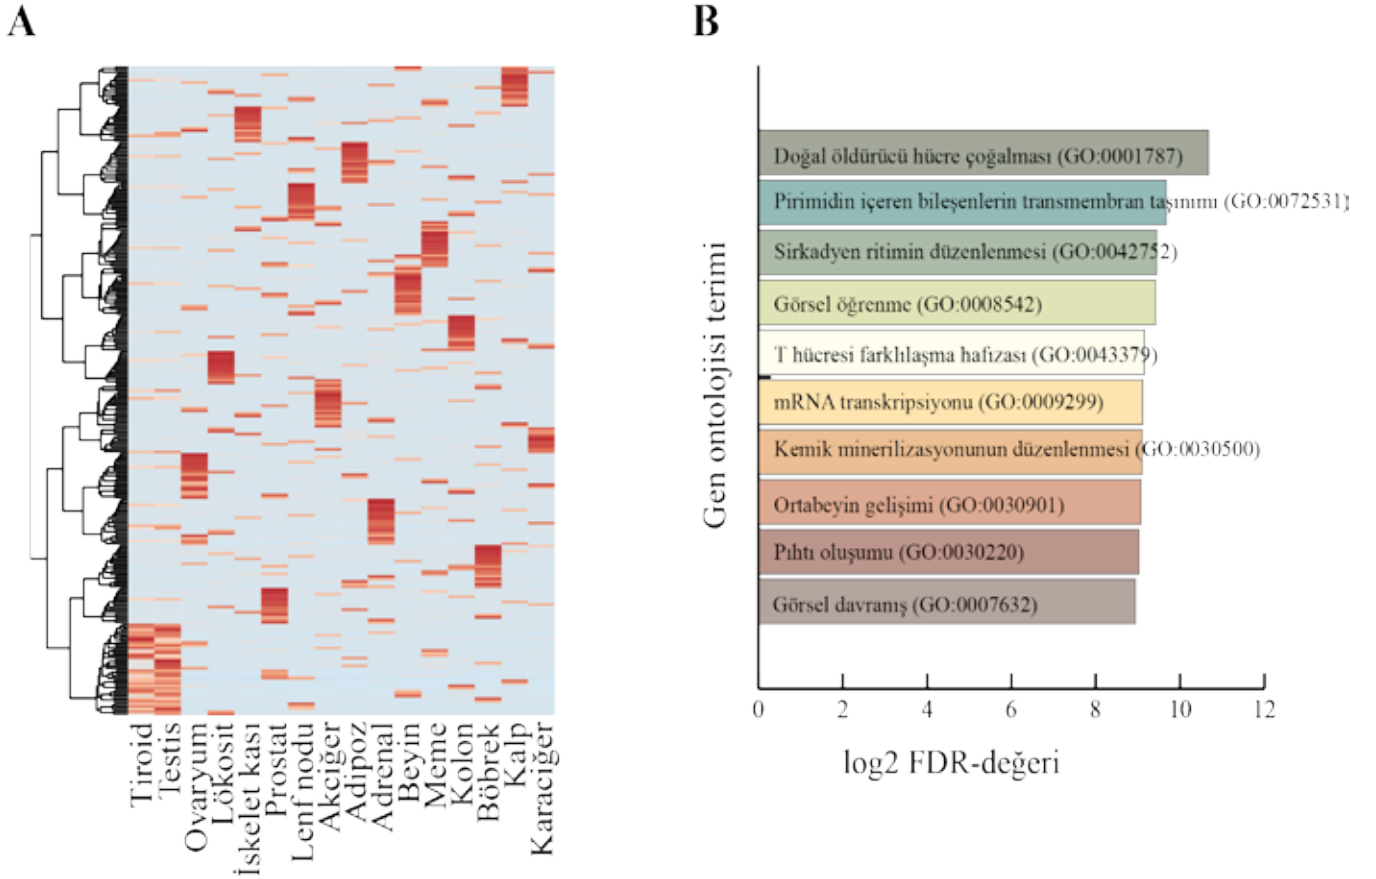 A
Tiroid
Testis
Ovaryum
Lökosit
İskelet kası
Prostat
Lenf nodu
Akciğer
Adipoz
Adrenal
Beyin
Meme
Kolon
Böbrek
Kalp
Karaciğer
B
Gen ontolojisi terimi
Doğal öldürücü hücre çoğalması (GO:0001787)
Pirimidin içeren bileşenlerin transmembran taşınımı (GO:0072531)
Sirkadyen ritimin düzenlenmesi (GO:0042752)
Görsel öğrenme (GO:0008542)
T hücresi farklılaşma hafızası (GO:0043379)
mRNA transkripsiyonu (GO:0009299)
Kemik minerilizasyonunun düzenlenmesi (GO:0030500)
Ortabeyin gelişimi (GO:0030901)
Pıhtı oluşumu (GO:0030220)
Görsel davranış (GO:0007632)
0 2 4 6 8 10 12
log2 FDR-değeri